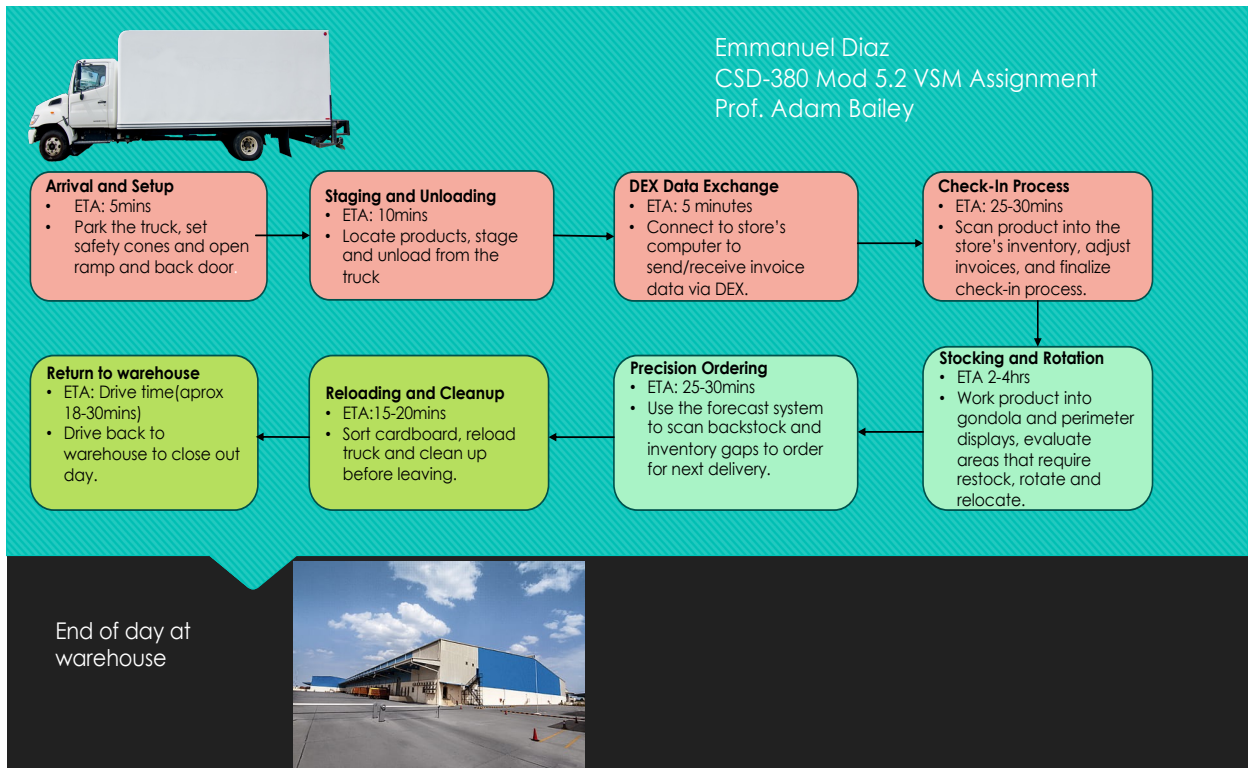 Emmanuel Diaz
CSD-380 Mod 5.2 VSM Assignment
Prof. Adam Bailey
Arrival and Setup
• ETA: 5mins
• Park the truck, set
safety cones and open
ramp and back door.
Staging and Unloading
• ETA: 10mins
• Locate products, stage
and unload from the
truck
DEX Data Exchange
• ETA: 5 minutes
• Connect to store’s
computer to
send/receive invoice
data via DEX.
Check-In Process
• ETA: 25-30mins
• Scan product into the
store’s inventory, adjust
invoices, and finalize
check-in process.
Return to warehouse
• ETA: Drive time(aprox
18-30mins)
• Drive back to
warehouse to close out
day.
Reloading and Cleanup
• ETA:15-20mins
• Sort cardboard, reload
truck and clean up
before leaving.
Precision Ordering
• ETA: 25-30mins
• Use the forecast system
to scan backstock and
inventory gaps to order
for next delivery.
Stocking and Rotation
• ETA 2-4hrs
• Work product into
gondola and perimeter
displays, evaluate
areas that require
restock, rotate and
relocate.
End of day at
warehouse